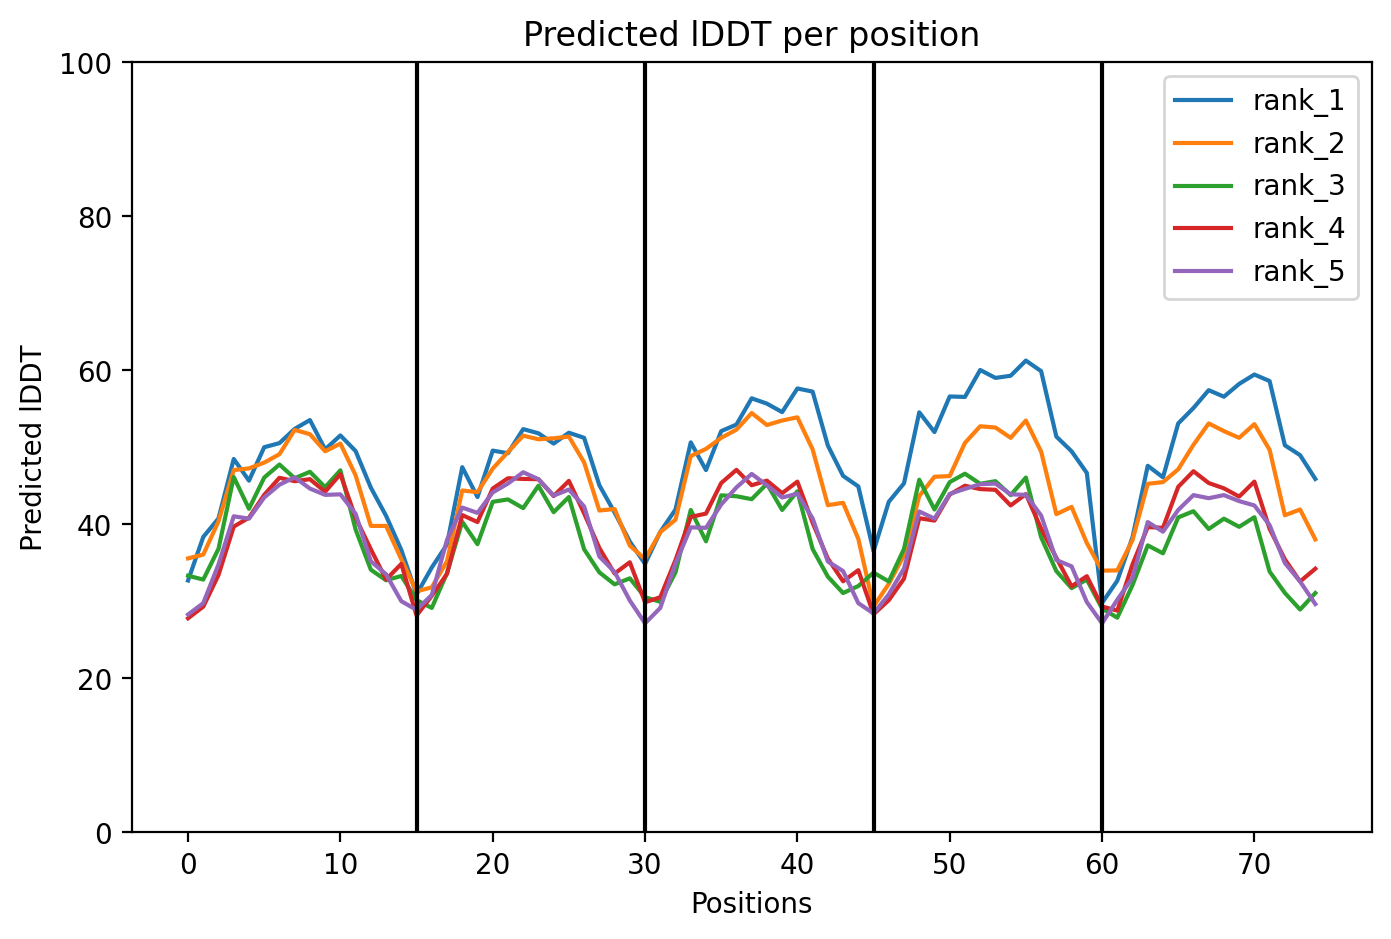 Predicted lDDT per position
100
80
60
40
20
0
Predicted lDDT
0 10 20 30 40 50 60 70
Positions
rank_1
rank_2
rank_3
rank_4
rank_5